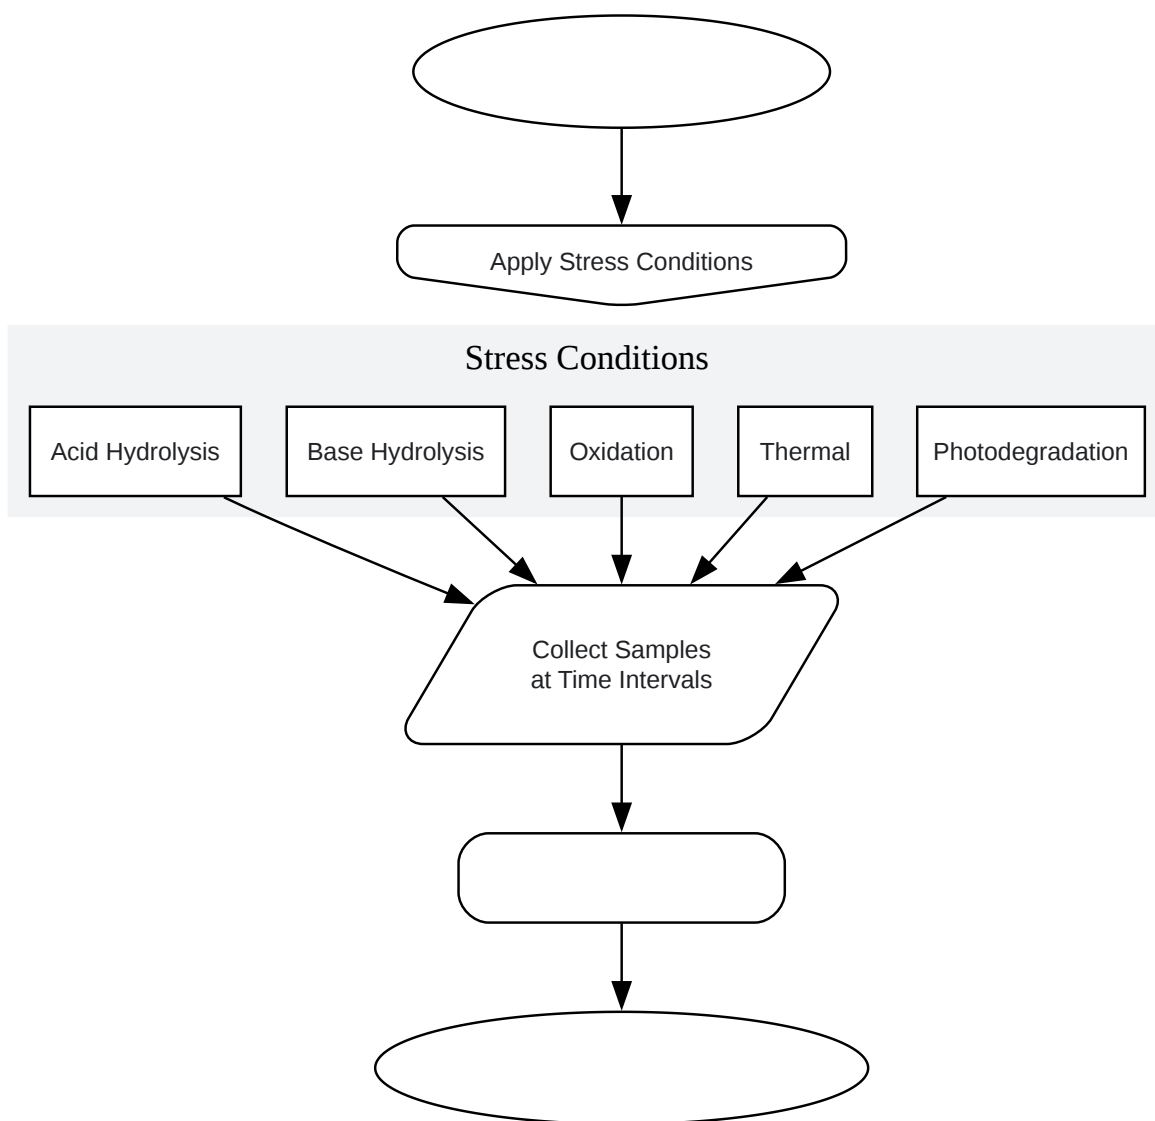 Apply Stress Conditions
Stress Conditions
Acid Hydrolysis
Base Hydrolysis
Oxidation
Thermal
Photodegradation
Collect Samples
at Time Intervals